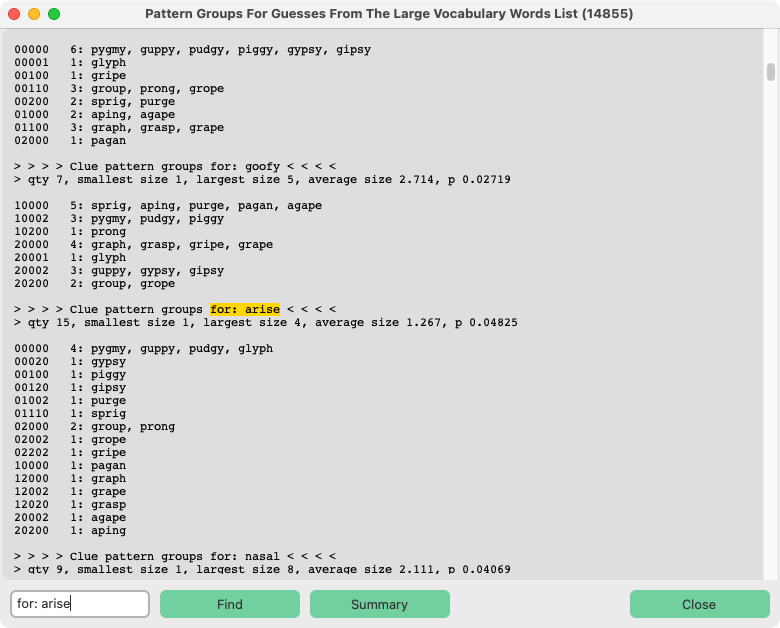 Pattern Groups For Guesses From The Large Vocabulary Words List (14855)
00000 6: pygmy, guppy, pudgy, piggy, gypsy, gipsy
00001 1: glyph
00100 1: gripe
00110 3: group, prong, grope
00200 2: sprig, purge
01000 2: aping, agape
01100 3: graph, grasp, grape
02000 1: pagan
> > > > Clue pattern groups for: goofy < < < <
> qty 7, smallest size 1, largest size 5, average size 2.714, p 0.02719
10000 5: sprig, aping, purge, pagan, agape
10002 3: pygmy, pudgy, piggy
10200 1: prong
20000 4: graph, grasp, gripe, grape
20001 1: glyph
20002 3: guppy, gypsy, gipsy
20200 2: group, grope
> > > > Clue pattern groups for: arise < < < <
> qty 15, smallest size 1, largest size 4, average size 1.267, p 0.04825
00000 4: pygmy, guppy, pudgy, glyph
00020 1: gypsy
00100 1: piggy
00120 1: gipsy
01002 1: purge
01110 1: sprig
02000 2: group, prong
02002 1: grope
02202 1: gripe
10000 1: pagan
12000 1: graph
12002 1: grape
12020 1: grasp
20002 1: agape
20200 1: aping
> > > > Clue pattern groups for: nasal < < < <
> qty 9, smallest size 1, largest size 8, average size 2.111, p 0.04069
for: arise
Find
Summary
Close